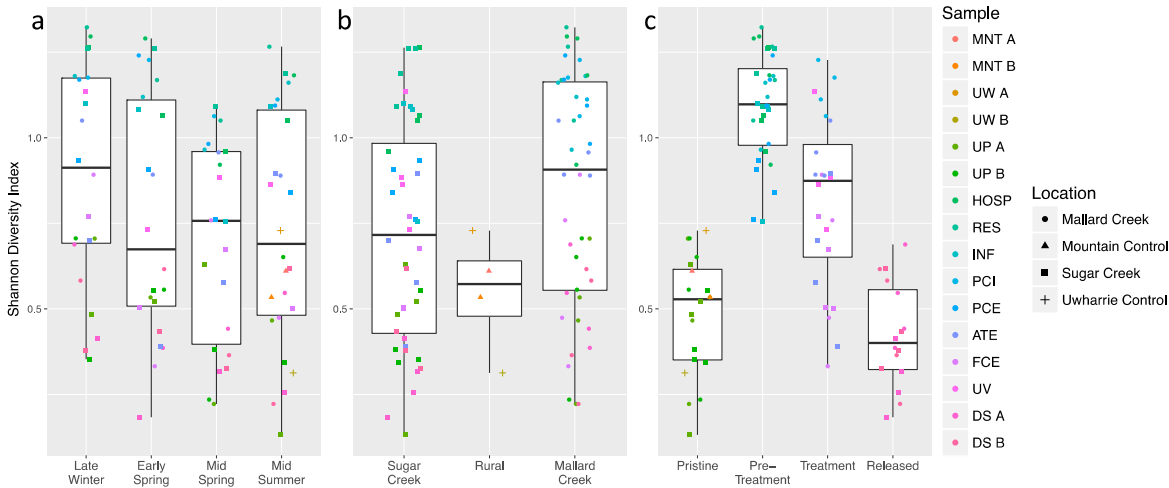 a
b
c
Shannon Diversity Index
1.0
0.5
Late Winter
Early Spring
Mid Spring
Mid Summer
1.0
0.5
Sugar Creek
Rural
Mallard Creek
1.0
0.5
Pristine
Pre-
Treatment
Treatment
Released
Sample
MNT A
MNT B
UW A
UW B
UP A
UP B
HOSP
RES
INF
PCI
PCE
ATE
FCE
UV
DS A
DS B
Location
Mallard Creek
Mountain Control
Sugar Creek
Uwharrie Control